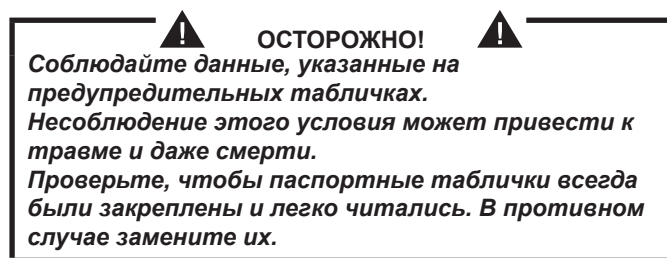 ОСТОРОЖНО!
Соблюдайте данные, указанные на
предупредительных табличках.
Несоблюдение этого условия может привести к
травме и даже смерти.
Проверьте, чтобы паспортные таблички всегда
были закреплены и легко читались. В противном
случае замените их.